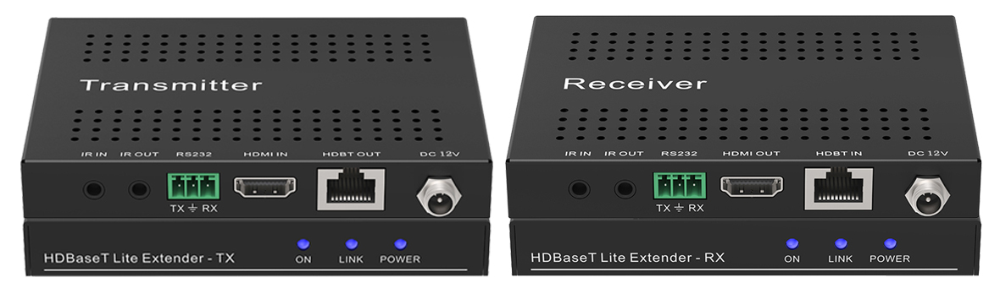 Transmitter
IR IN IR OUT RS232 HDMI IN HDBT OUT DC 12V
TX RX
HDBaseT Lite Extender - TX
ON LINK POWER
Receiver
IR IN IR OUT RS232 HDMI OUT HDBT IN DC 12V
TX RX
HDBaseT Lite Extender - RX
ON LINK POWER